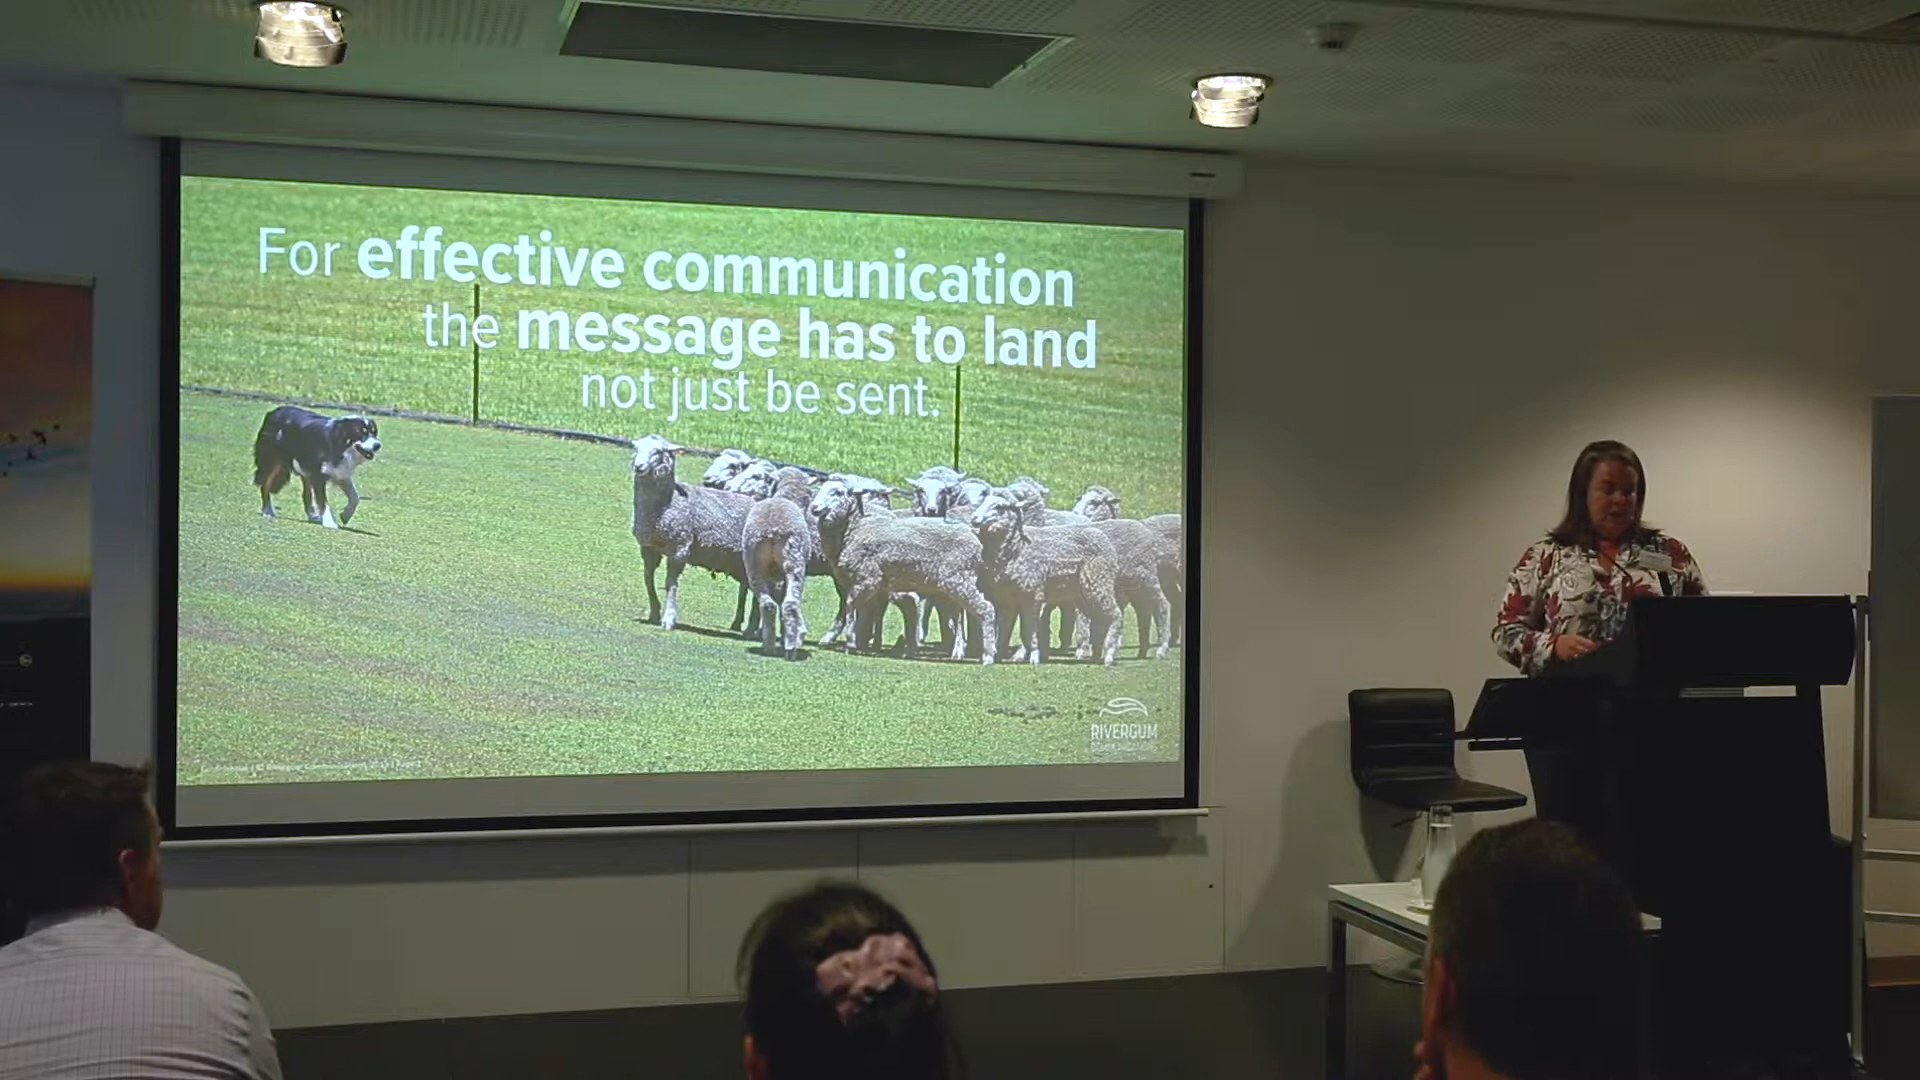 For effective communication
the message has to land
not just be sent.
RIVERGUM